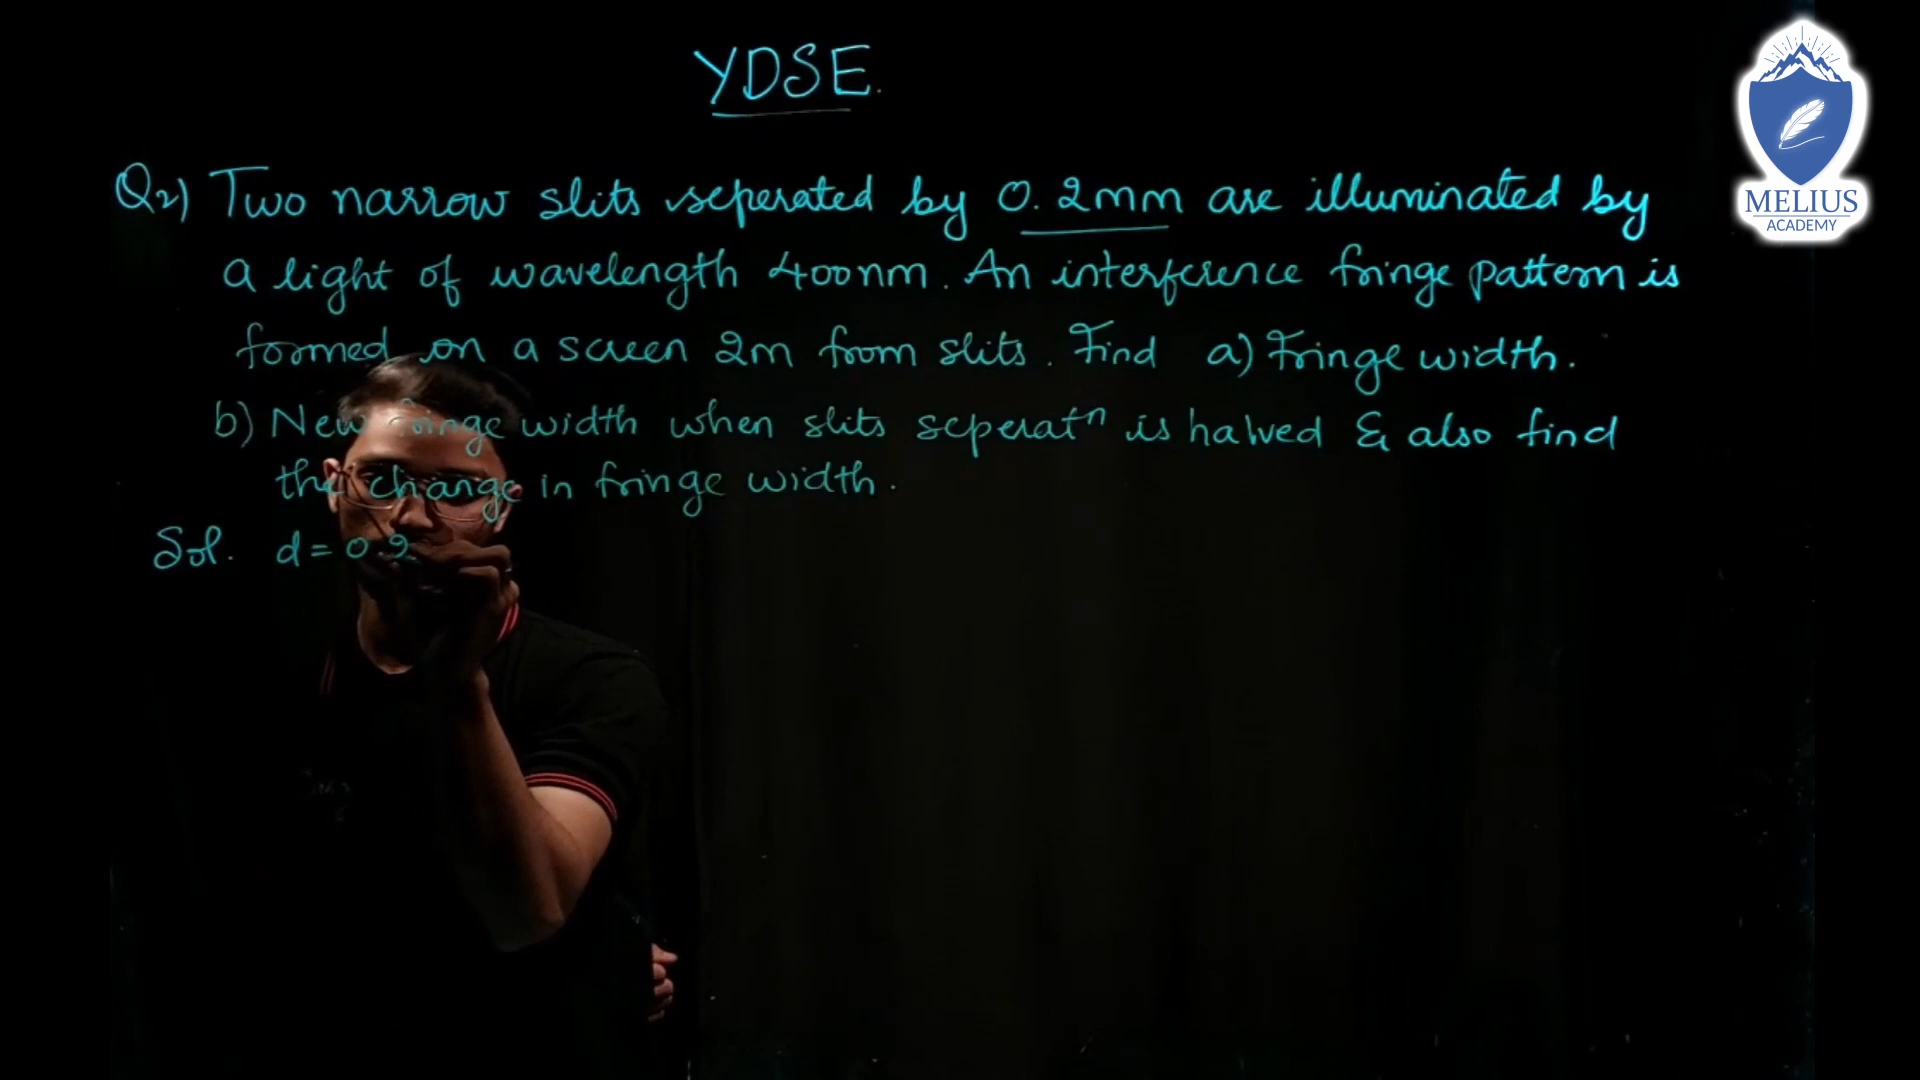 YDSE.
MELIUS
ACADEMY
Q2) Two narrow slits seperated by 0.2mm are illuminated by
a light of wavelength 400nm. An interference fringe pattern is
formed on a screen 2m from slits. Find a) Fringe width.
b) New fringe width when slits seperatⁿ is halved & also find
the change in fringe width.
Sol. d = 0.2